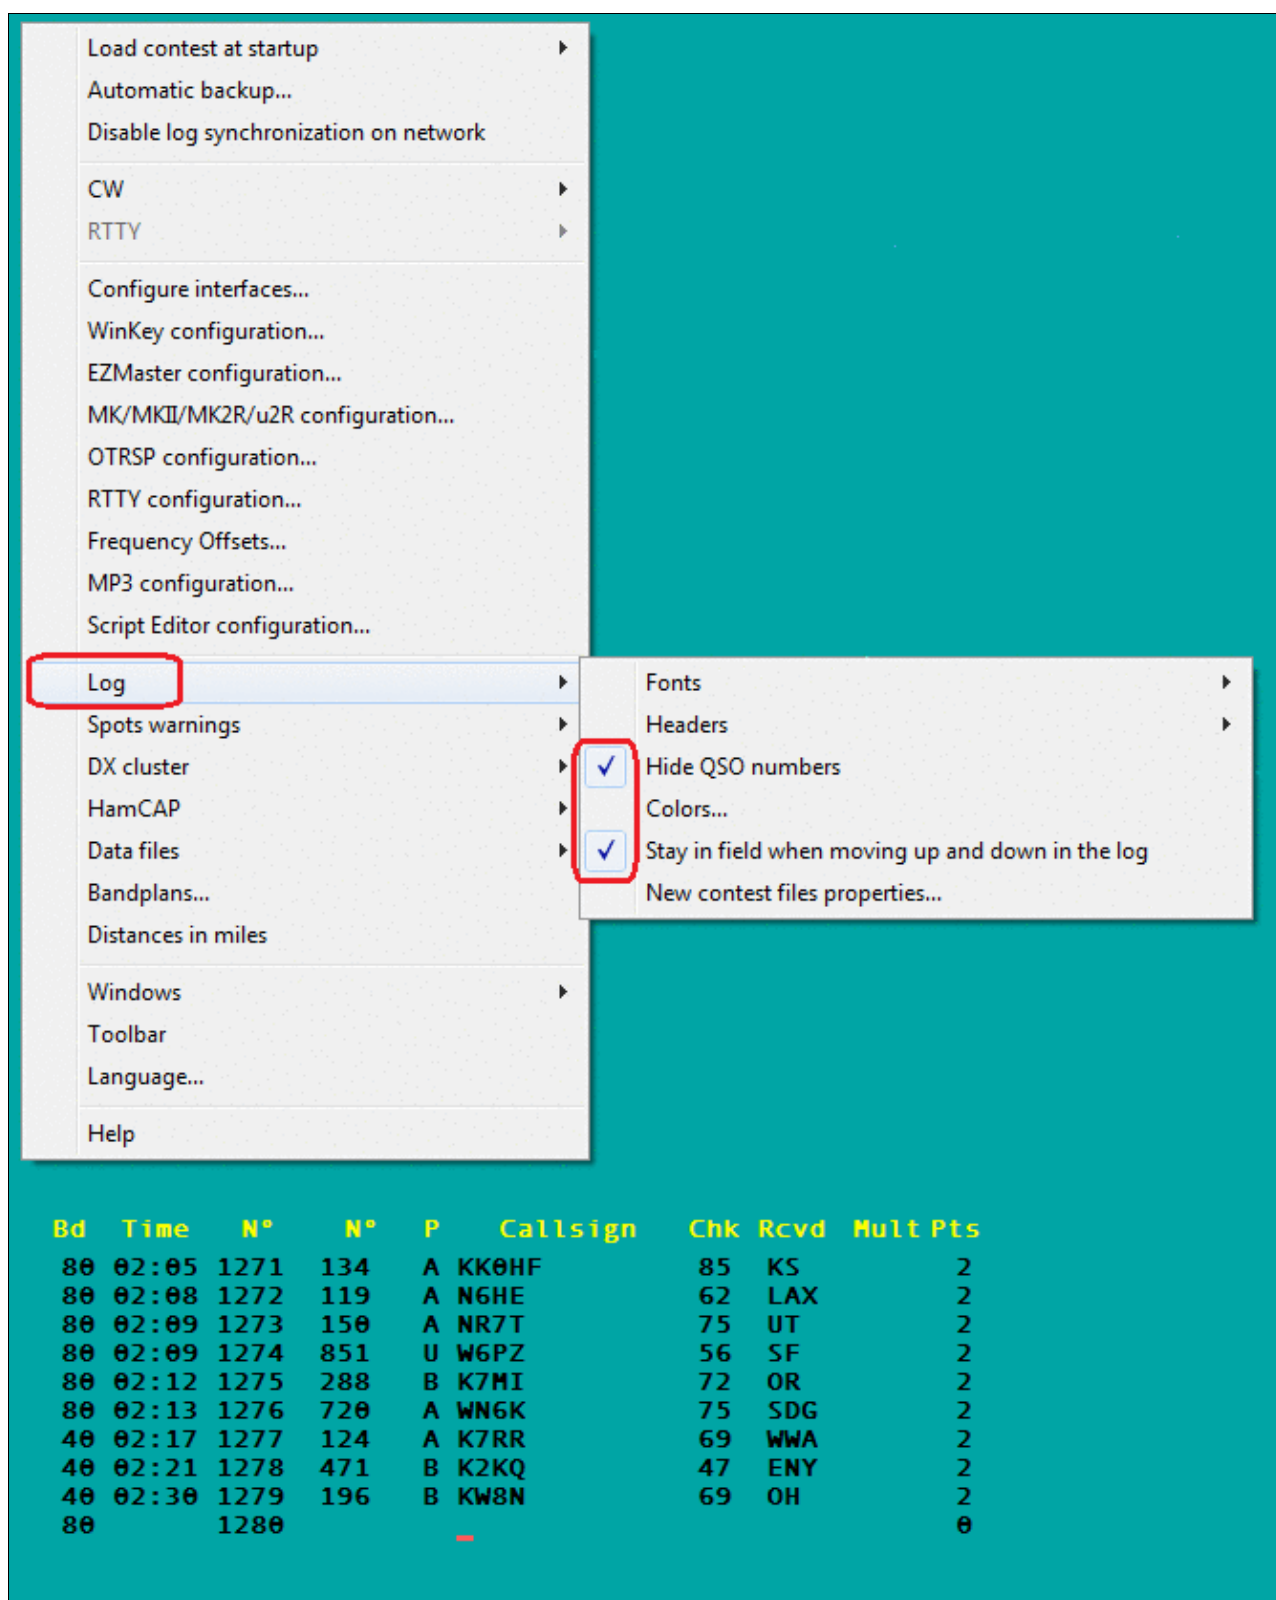 Load contest at startup
Automatic backup...
Disable log synchronization on network
CW
RTTY
Configure interfaces...
WinKey configuration...
EZMaster configuration...
MK/MKII/MK2R/u2R configuration...
OTRSP configuration...
RTTY configuration...
Frequency Offsets...
MP3 configuration...
Script Editor configuration...
Log
Spots warnings
DX cluster
HamCAP
Data files
Bandplans...
Distances in miles
Windows
Toolbar
Language...
Help
Fonts
Headers
Hide QSO numbers
Colors...
Stay in field when moving up and down in the log
New contest files properties...
Bd Time N° N° P Callsign Chk Rcvd Mult Pts
80 02:05 1271 134 A KK0HF 85 KS 2
80 02:08 1272 119 A N6HE 62 LAX 2
80 02:09 1273 150 A NR7T 75 UT 2
80 02:09 1274 851 U W6PZ 56 SF 2
80 02:12 1275 288 B K7MI 72 OR 2
80 02:13 1276 720 A WN6K 75 SDG 2
40 02:17 1277 124 A K7RR 69 WWA 2
40 02:21 1278 471 B K2KQ 47 ENY 2
40 02:30 1279 196 B KW8N 69 OH 2
80 1280 0